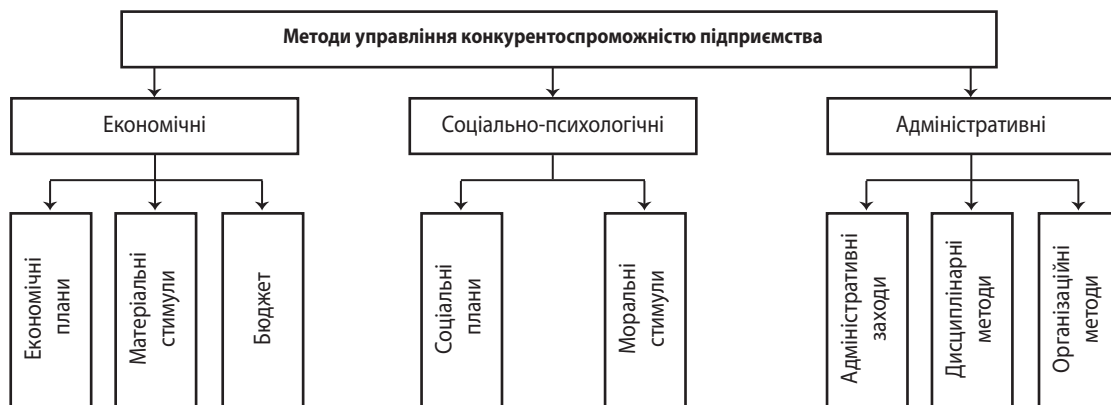 Методи управління конкурентоспроможністю підприємства
Економічні
Соціально-психологічні
Адміністративні
Економічні
плани
Матеріальні
стимули
Бюджет
Соціальні
плани
Моральні
стимули
Адміністративні
заходи
Дисциплінарні
методи
Організаційні
методи